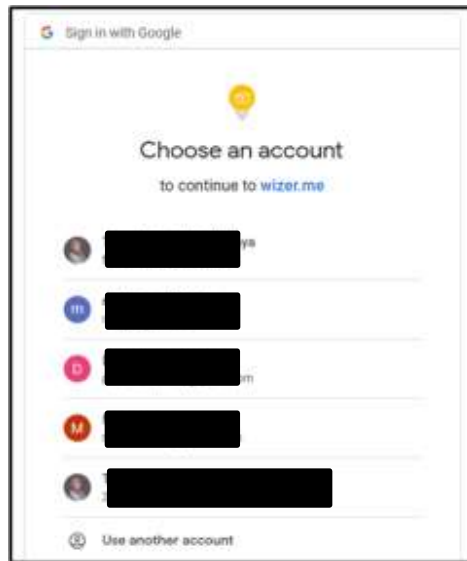 Sign in with Google
Choose an account
to continue to wizer.me
m
D
M
Use another account